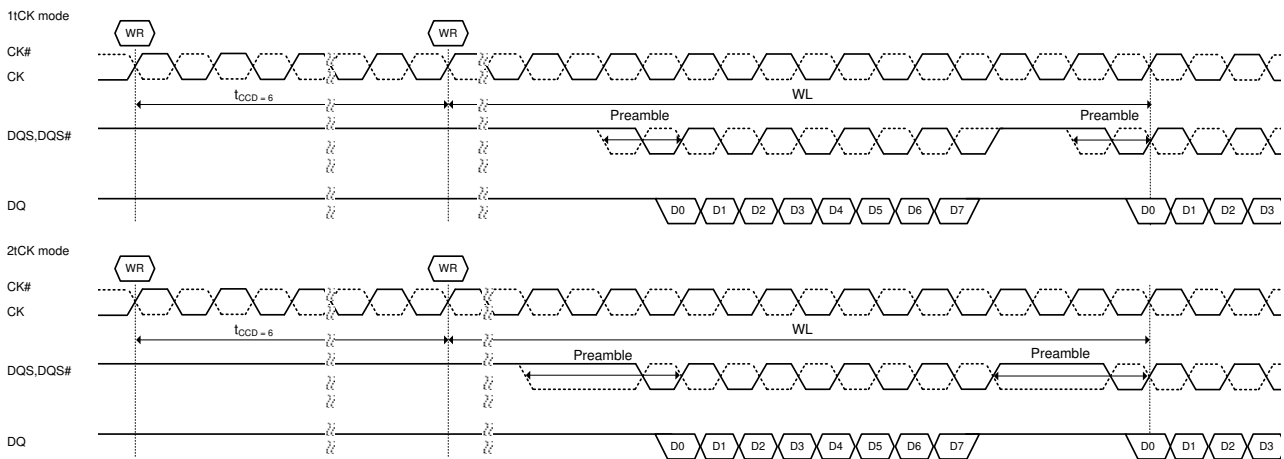 1tCK mode
WR WR
CK#
CK
tCCD = 6 WL
Preamble Preamble
DQS,DQS#
DQ D0 D1 D2 D3 D4 D5 D6 D7 D0 D1 D2 D3
2tCK mode
WR WR
CK#
CK
tCCD = 6 WL
Preamble Preamble
DQS,DQS#
DQ D0 D1 D2 D3 D4 D5 D6 D7 D0 D1 D2 D3